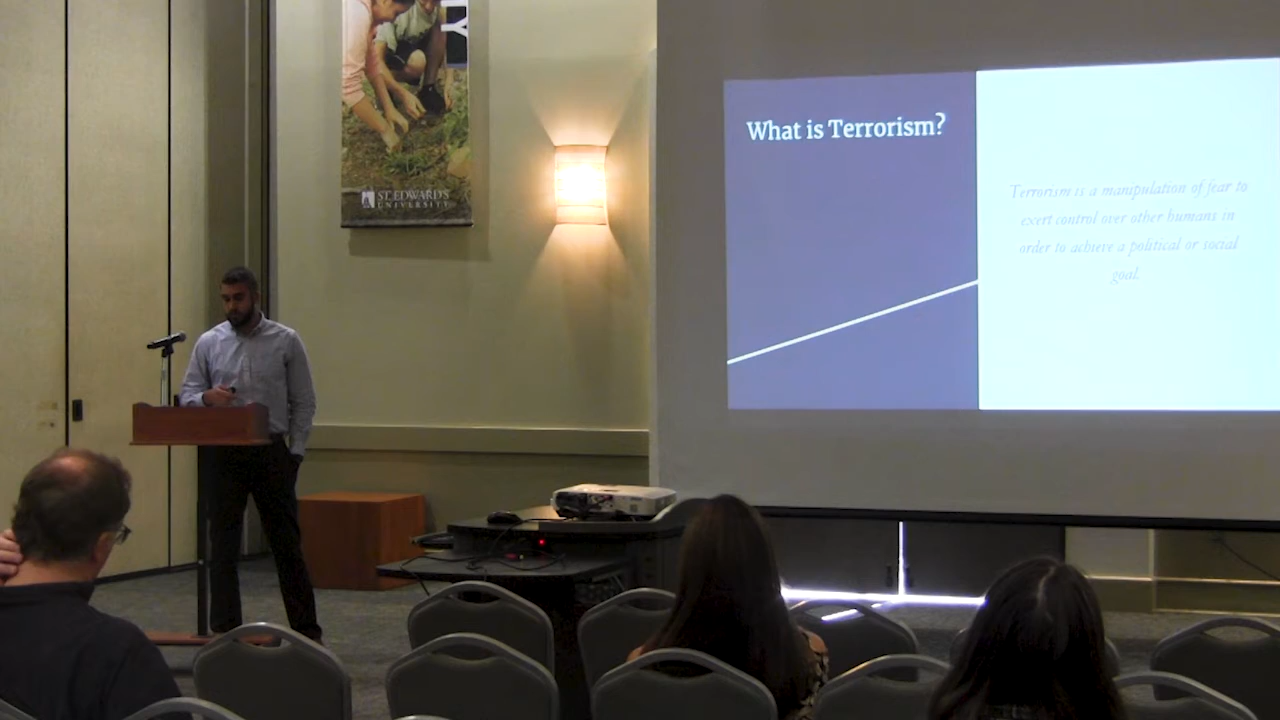 Y
ST. EDWARD'S
UNIVERSITY
What is Terrorism?
Terrorism is a manipulation of fear to
exert control over other humans in
order to achieve a political or social
goal.